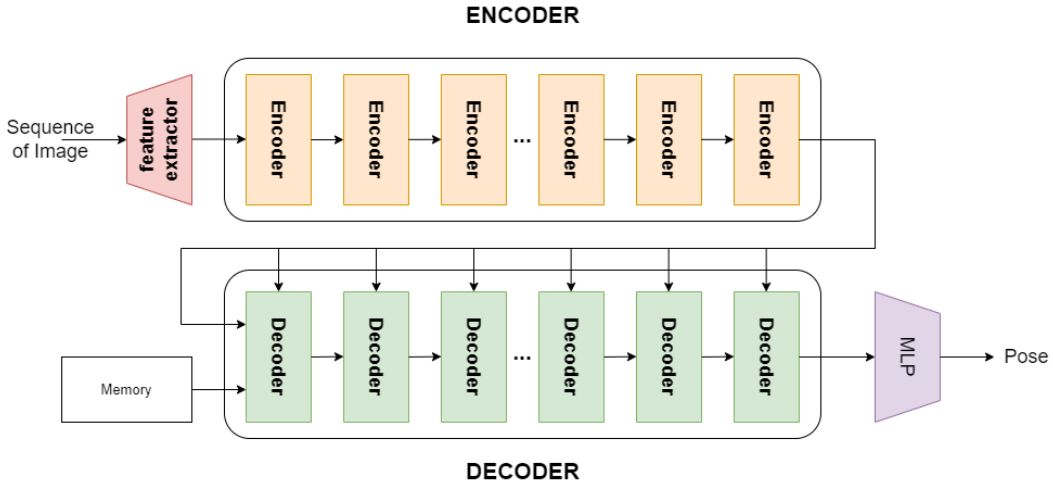 ENCODER
Sequence
of Image
feature
extractor
Encoder
Encoder
Encoder
...
Encoder
Encoder
Encoder
Decoder
Decoder
Decoder
...
Decoder
Decoder
Decoder
MLP
Pose
Memory
DECODER